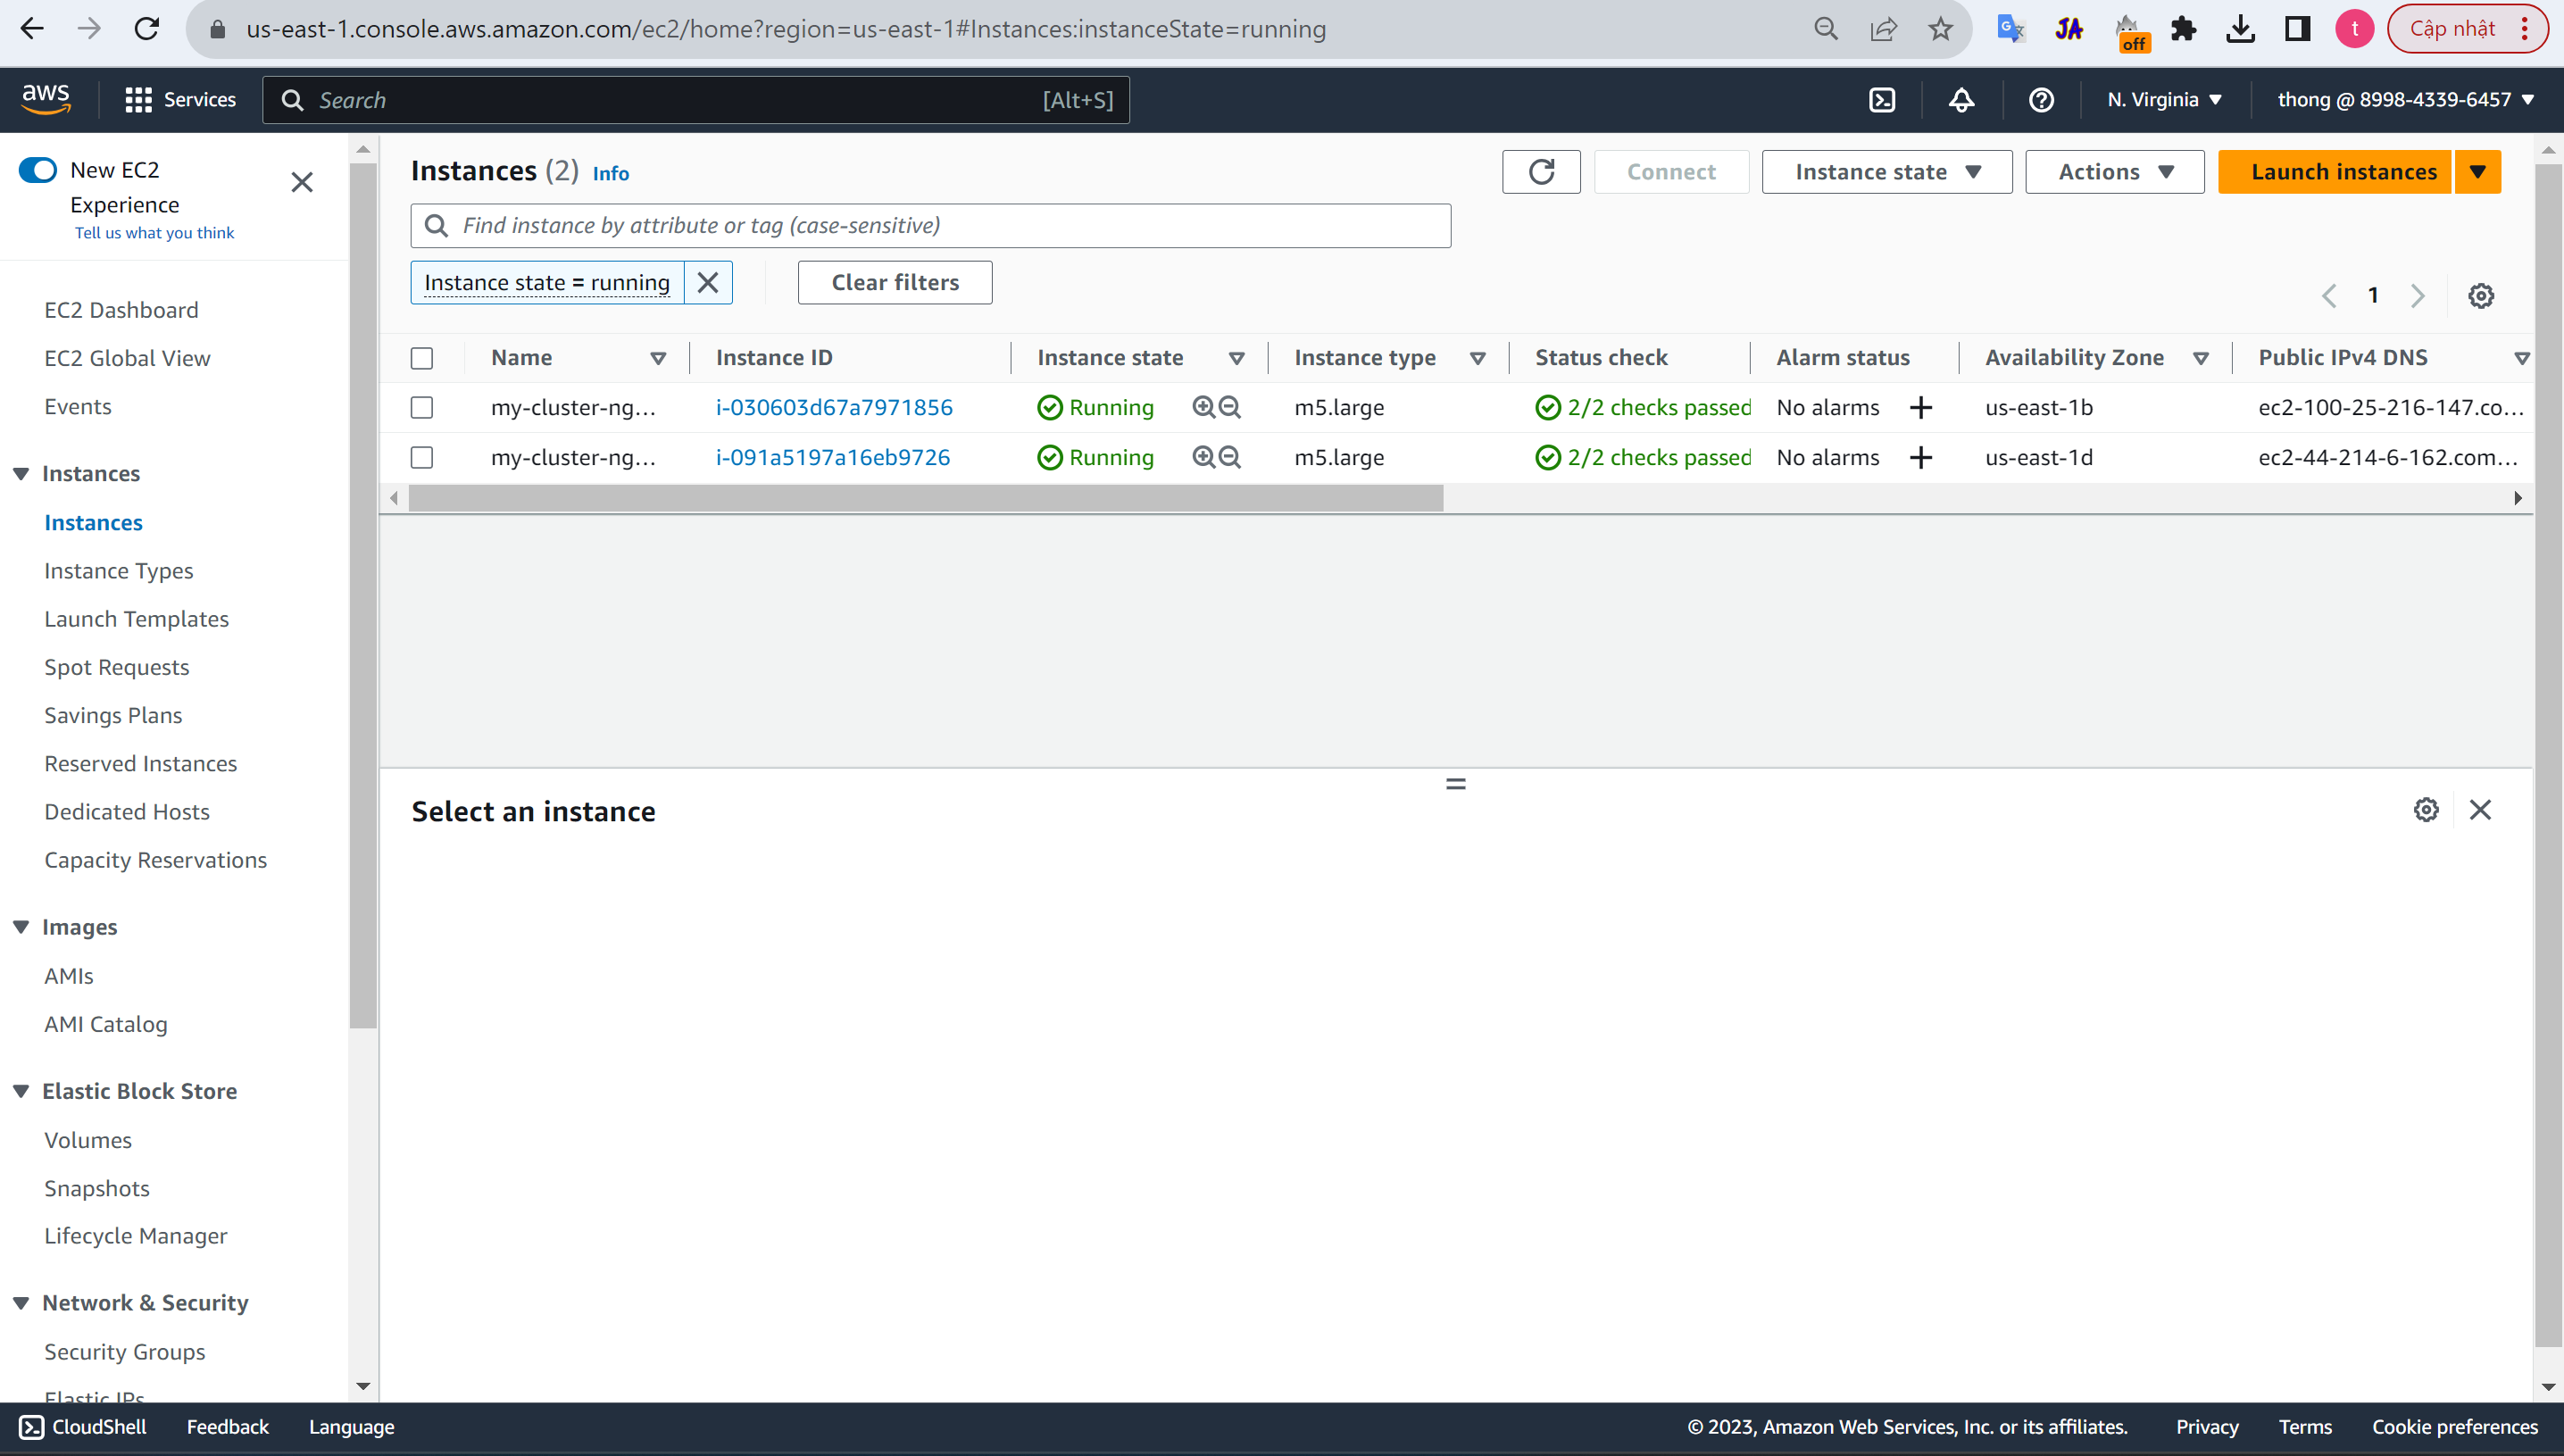 us-east-1.console.aws.amazon.com/ec2/home?region=us-east-1#Instances:instanceState=running
JA
off
t
Cập nhật
aws
Services
Search
[Alt+S]
N. Virginia
thong @ 8998-4339-6457
New EC2
Experience
Tell us what you think
EC2 Dashboard
EC2 Global View
Events
Instances
Instances
Instance Types
Launch Templates
Spot Requests
Savings Plans
Reserved Instances
Dedicated Hosts
Capacity Reservations
Images
AMIs
AMI Catalog
Elastic Block Store
Volumes
Snapshots
Lifecycle Manager
Network & Security
Security Groups
Elastic IPs
Instances (2) Info
Connect
Instance state
Actions
Launch instances
Find instance by attribute or tag (case-sensitive)
Instance state = running
Clear filters
1
Name Instance ID Instance state Instance type Status check Alarm status Availability Zone Public IPv4 DNS
my-cluster-ng... i-030603d67a7971856 Running m5.large 2/2 checks passed No alarms us-east-1b ec2-100-25-216-147.co...
my-cluster-ng... i-091a5197a16eb9726 Running m5.large 2/2 checks passed No alarms us-east-1d ec2-44-214-6-162.com...
Select an instance
CloudShell
Feedback
Language
© 2023, Amazon Web Services, Inc. or its affiliates.
Privacy
Terms
Cookie preferences